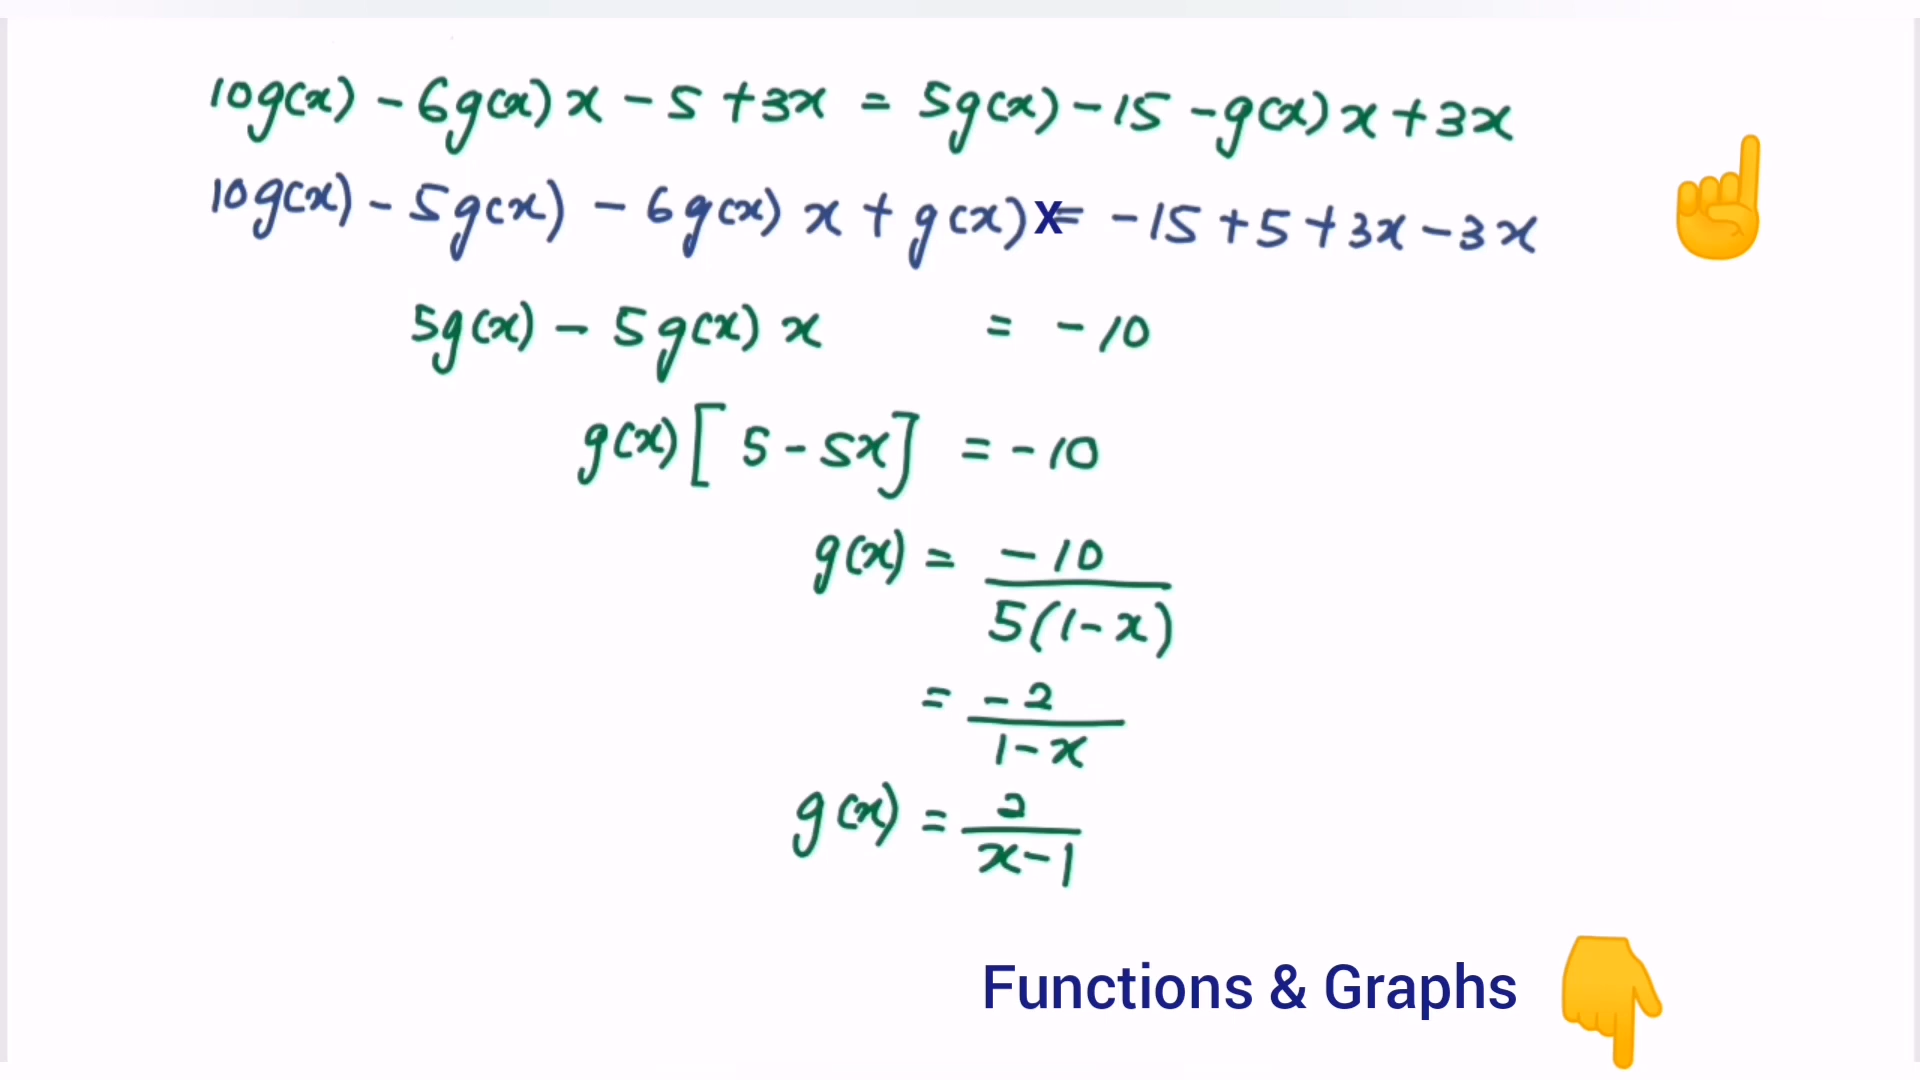 10g(x) - 6g(x) x - 5 + 3x = 5g(x) - 15 - g(x) x + 3x
10g(x) - 5g(x) - 6g(x) x + g(x) x = -15 + 5 + 3x - 3x
5g(x) - 5g(x) x = -10
g(x) [ 5 - 5x ] = -10
g(x) = -10
5(1-x)
= -2
1-x
g(x) = 2
x-1
Functions & Graphs